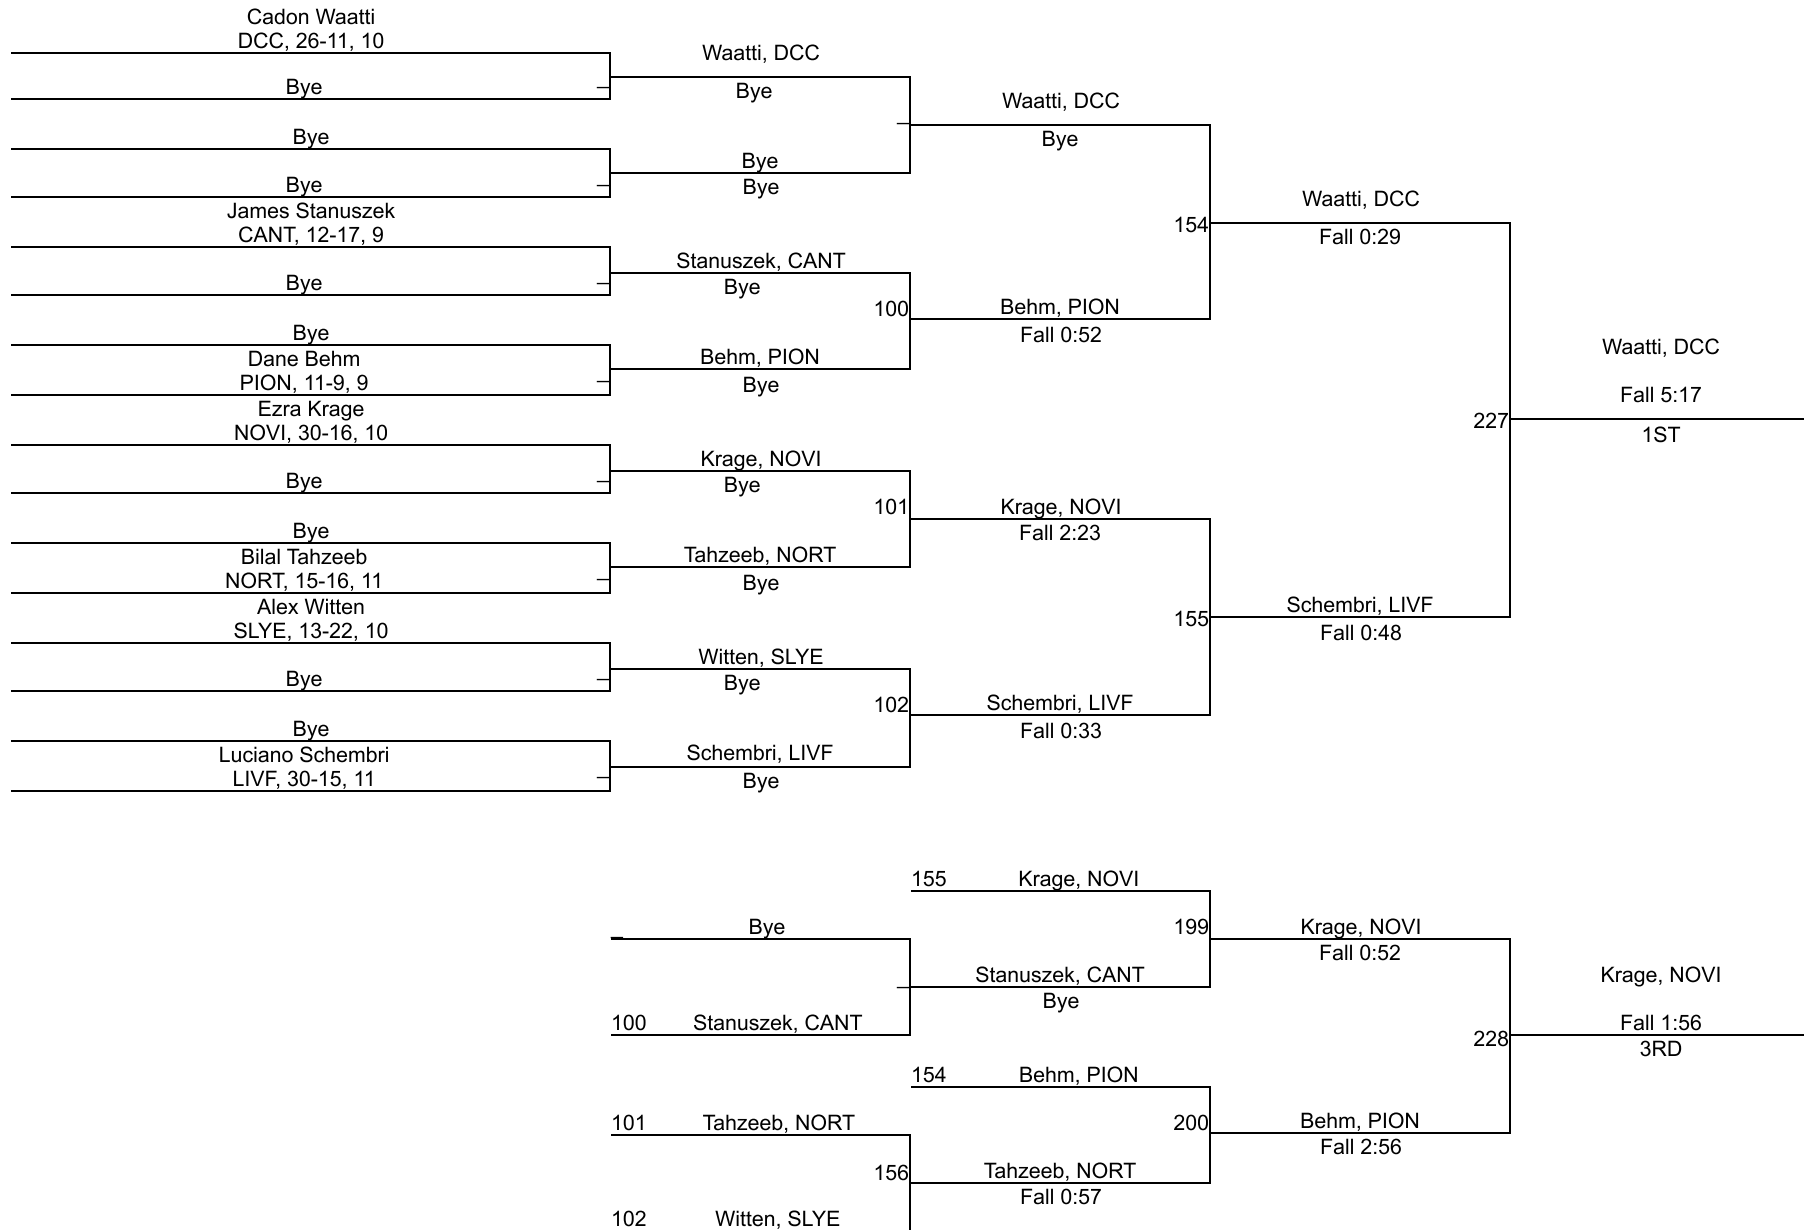 Cadon Waatti
DCC, 26-11, 10
Bye
Bye
Bye
James Stanuszek
CANT, 12-17, 9
Bye
Bye
Dane Behm
PION, 11-9, 9
Ezra Krage
NOVI, 30-16, 10
Bye
Bye
Bilal Tahzeeb
NORT, 15-16, 11
Alex Witten
SLYE, 13-22, 10
Bye
Bye
Luciano Schembri
LIVF, 30-15, 11
Waatti, DCC
Bye
Bye
Bye
Stanuszek, CANT
Bye
100
Behm, PION
Bye
Krage, NOVI
Bye
101
Tahzeeb, NORT
Bye
Witten, SLYE
Bye
102
Schembri, LIVF
Bye
Waatti, DCC
Bye
154
Behm, PION
Fall 0:52
Krage, NOVI
Fall 2:23
155
Schembri, LIVF
Fall 0:33
Waatti, DCC
Fall 0:29
227
Schembri, LIVF
Fall 0:48
Waatti, DCC
Fall 5:17
1ST
155 Krage, NOVI
Bye
199
Stanuszek, CANT
Bye
100 Stanuszek, CANT
Krage, NOVI
Fall 0:52
154 Behm, PION
101 Tahzeeb, NORT
200
156
Tahzeeb, NORT
Fall 0:57
102 Witten, SLYE
Behm, PION
Fall 2:56
228
Krage, NOVI
Fall 1:56
3RD